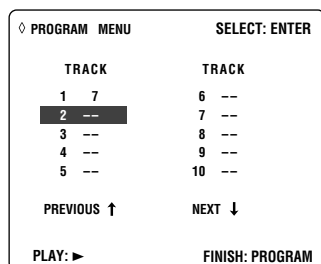 ◊ PROGRAM MENU SELECT: ENTER
TRACK TRACK
1 7 6 --
2 -- 7 --
3 -- 8 --
4 -- 9 --
5 -- 10 --
PREVIOUS ↑ NEXT ↓
PLAY: ► FINISH: PROGRAM